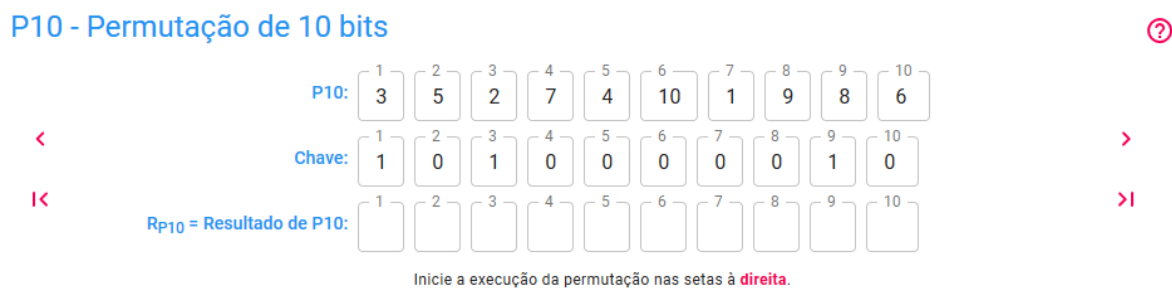 P10 - Permutação de 10 bits
1 2 3 4 5 6 7 8 9 10
P10: 3 5 2 7 4 10 1 9 8 6
1 2 3 4 5 6 7 8 9 10
Chave: 1 0 1 0 0 0 0 0 1 0
1 2 3 4 5 6 7 8 9 10
RP10 = Resultado de P10:
Inicie a execução da permutação nas setas à direita.